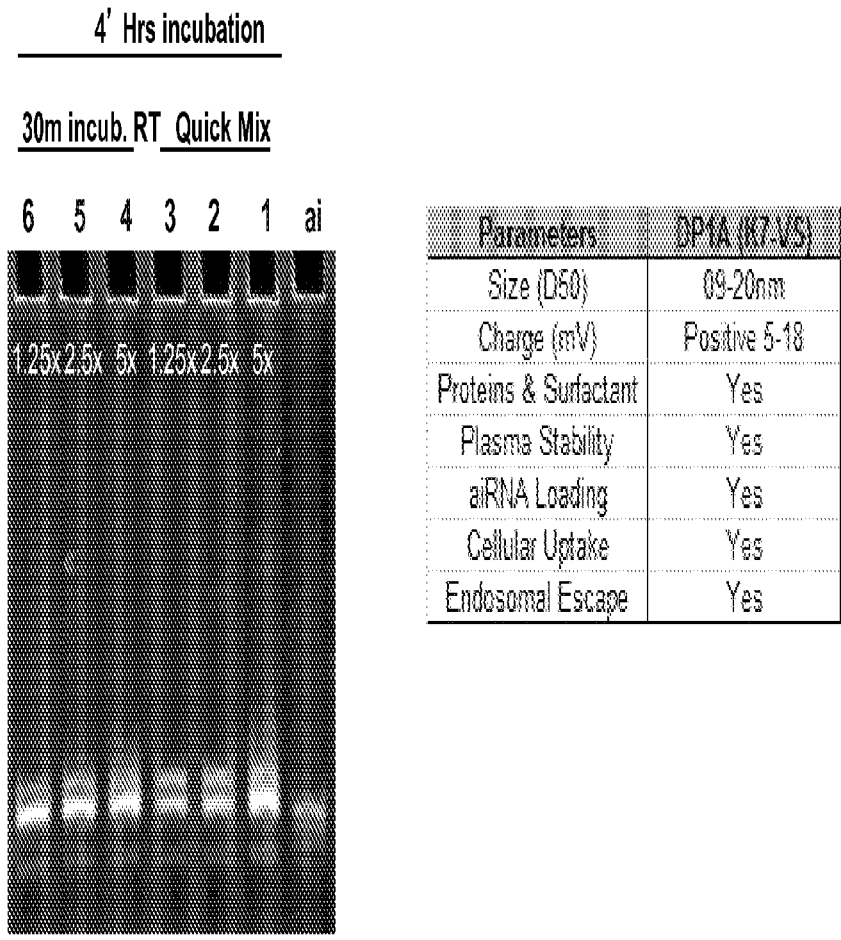 4' Hrs incubation
30m incub. RT Quick Mix
6 5 4 3 2 1 ai
1.25x 2.5x 5x 1.25x 2.5x 5x
Parameters DP1A (K7-VS)
Size (D50) 09-20nm
Charge (mV) Positive 5-18
Proteins & Surfactant Yes
Plasma Stability Yes
aiRNA Loading Yes
Cellular Uptake Yes
Endosomal Escape Yes